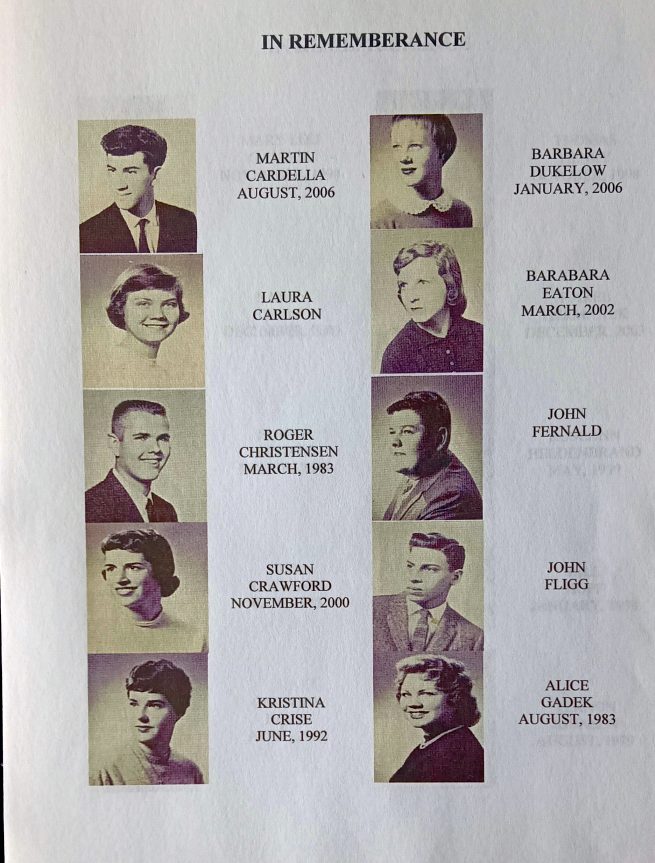 IN REMEMBERANCE
MARTIN
CARDELLA
AUGUST, 2006
LAURA
CARLSON
ROGER
CHRISTENSEN
MARCH, 1983
SUSAN
CRAWFORD
NOVEMBER, 2000
KRISTINA
CRISE
JUNE, 1992
BARBARA
DUKELOW
JANUARY, 2006
BARABARA
EATON
MARCH, 2002
JOHN
FERNALD
JOHN
FLIGG
ALICE
GADEK
AUGUST, 1983